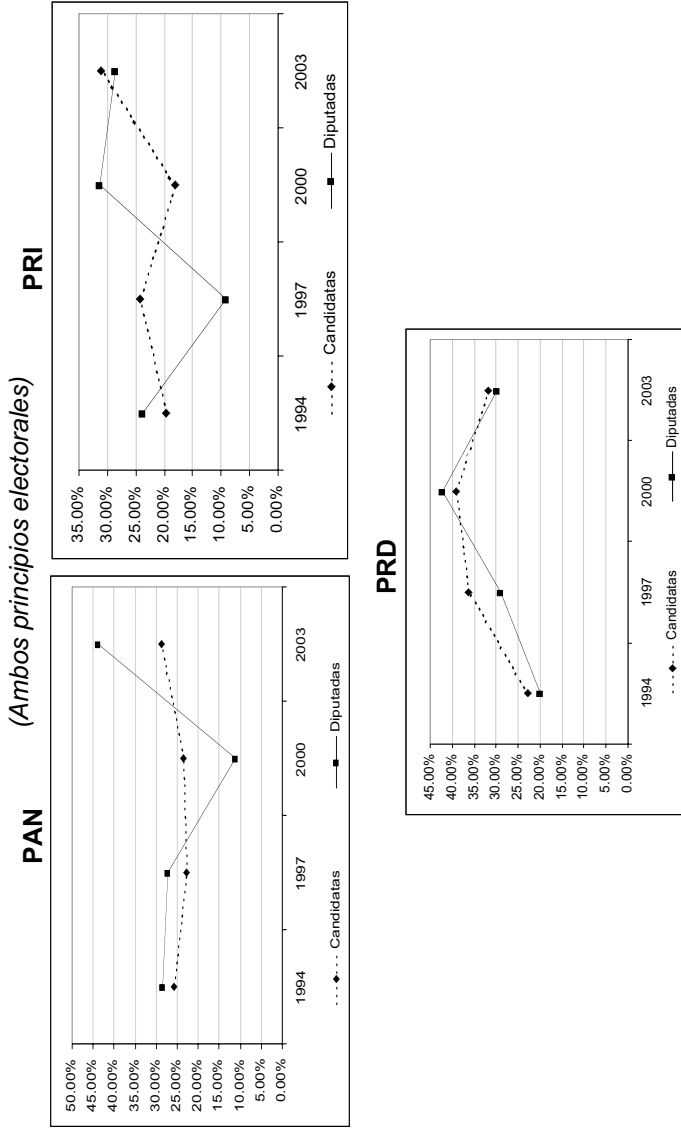 (Ambos principios electorales)
PAN
50.00%
45.00%
40.00%
35.00%
30.00%
25.00%
20.00%
15.00%
10.00%
5.00%
0.00%
1994 1997 2000 2003
Candidatas Diputadas
PRI
35.00%
30.00%
25.00%
20.00%
15.00%
10.00%
5.00%
0.00%
1994 1997 2000 2003
Candidatas Diputadas
PRD
45.00%
40.00%
35.00%
30.00%
25.00%
20.00%
15.00%
10.00%
5.00%
0.00%
1994 1997 2000 2003
Candidatas Diputadas